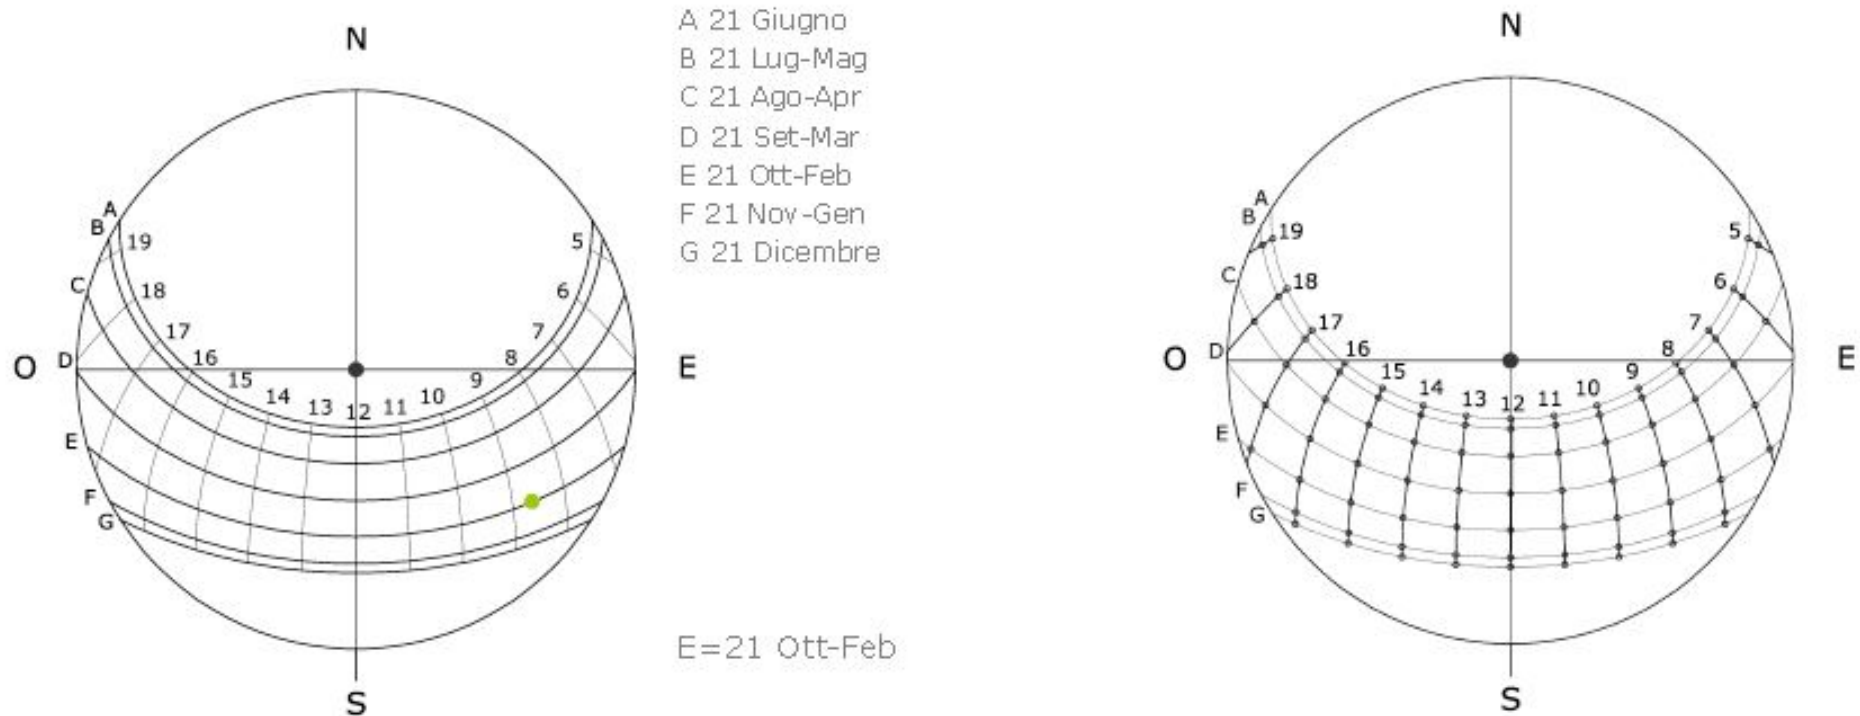 N
A
B
19
5
C
18
6
17
7
O
D
16
8
E
15
9
14
10
13
12
11
E
F
G
S
A 21 Giugno
B 21 Lug-Mag
C 21 Ago-Apr
D 21 Set-Mar
E 21 Ott-Feb
F 21 Nov-Gen
G 21 Dicembre
E=21 Ott-Feb
N
A
B
19
5
C
18
6
17
7
O
D
16
8
E
15
9
14
10
13
12
11
E
F
G
S